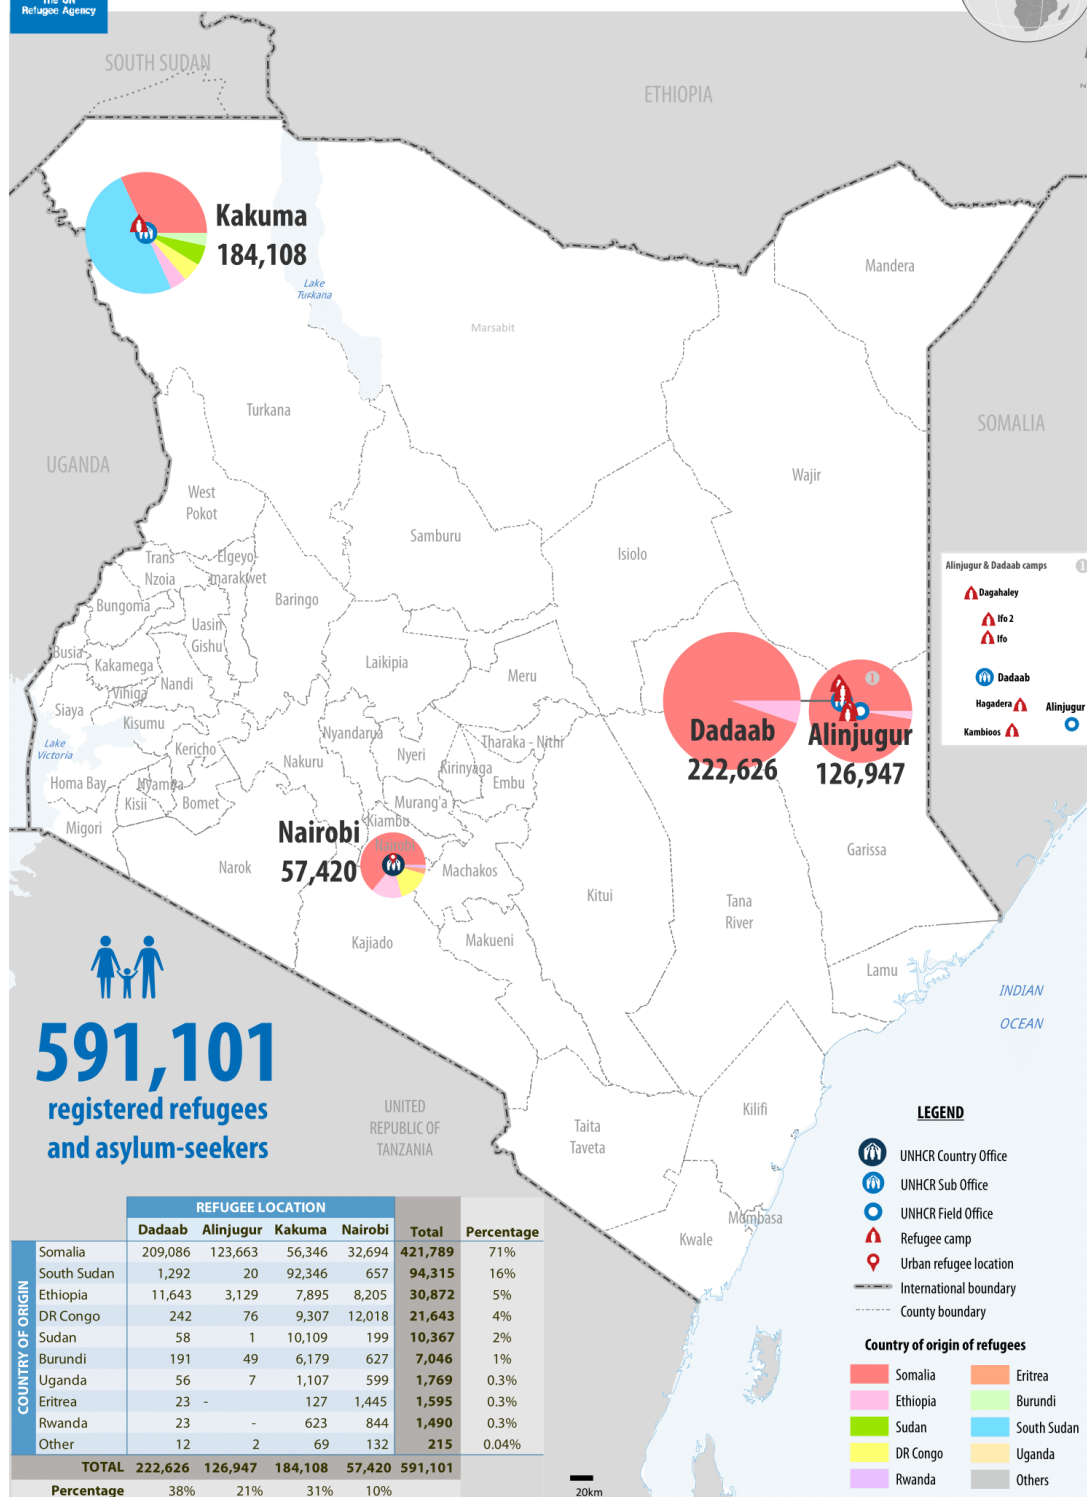 The UN
Refugee Agency
SOUTH SUDAN
ETHIOPIA
Kakuma
184,108
Mandera
Lake
Turkana
Marsabit
Turkana
SOMALIA
UGANDA
Wajir
West
Pokot
Samburu
Isiolo
Trans
Nzoia
Elgeyo-
marakwet
Baringo
Bungoma
Uasin
Gishu
Busia
Kakamega
Vihiga
Nandi
Laikipia
Meru
Siaya
Kisumu
Lake
Victoria
Kericho
Nyandarua
Nyeri
Tharaka - Nithi
Nakuru
Kirinyaga
Embu
Homa Bay
Nyamira
Kisii
Bomet
Murang'a
Migori
Kiambu
Nairobi
57,420
Nairobi
Machakos
Narok
Dadaab
222,626
Alinjugur
126,947
1
Alinjugur & Dadaab camps
1
Dagahaley
Ifo 2
Ifo
Dadaab
Hagadera
Alinjugur
Kambioos
Garissa
Kitui
Tana
River
Kajiado
Makueni
Lamu
INDIAN
OCEAN
591,101
registered refugees
and asylum-seekers
UNITED
REPUBLIC OF
TANZANIA
Taita
Taveta
Kilifi
Mombasa
Kwale
LEGEND
UNHCR Country Office
UNHCR Sub Office
UNHCR Field Office
Refugee camp
Urban refugee location
International boundary
County boundary
Country of origin of refugees
Somalia Eritrea
Ethiopia Burundi
Sudan South Sudan
DR Congo Uganda
Rwanda Others
20km
REFUGEE LOCATION
Dadaab Alinjugur Kakuma Nairobi Total Percentage
COUNTRY OF ORIGIN
Somalia 209,086 123,663 56,346 32,694 421,789 71%
South Sudan 1,292 20 92,346 657 94,315 16%
Ethiopia 11,643 3,129 7,895 8,205 30,872 5%
DR Congo 242 76 9,307 12,018 21,643 4%
Sudan 58 1 10,109 199 10,367 2%
Burundi 191 49 6,179 627 7,046 1%
Uganda 56 7 1,107 599 1,769 0.3%
Eritrea 23 - 127 1,445 1,595 0.3%
Rwanda 23 - 623 844 1,490 0.3%
Other 12 2 69 132 215 0.04%
TOTAL 222,626 126,947 184,108 57,420 591,101
Percentage 38% 21% 31% 10%